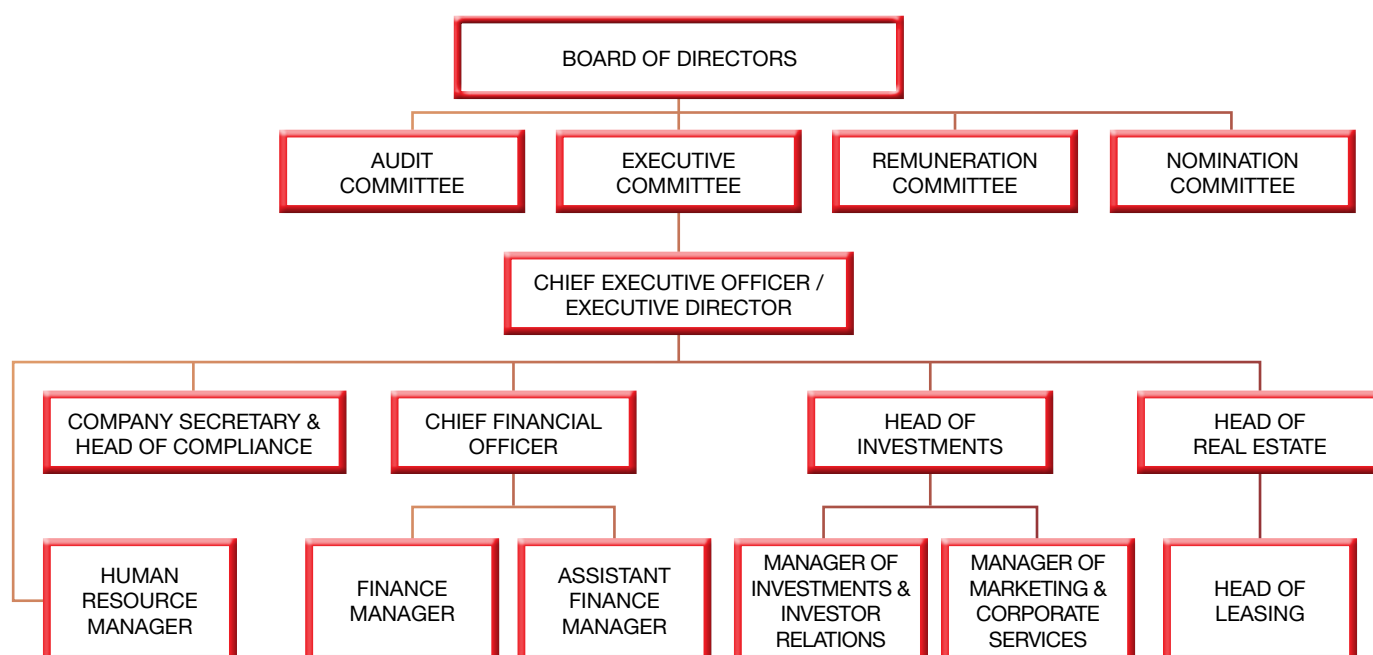 BOARD OF DIRECTORS
AUDIT
COMMITTEE
EXECUTIVE
COMMITTEE
REMUNERATION
COMMITTEE
NOMINATION
COMMITTEE
CHIEF EXECUTIVE OFFICER /
EXECUTIVE DIRECTOR
COMPANY SECRETARY &
HEAD OF COMPLIANCE
CHIEF FINANCIAL
OFFICER
HEAD OF
INVESTMENTS
HEAD OF
REAL ESTATE
HUMAN
RESOURCE
MANAGER
FINANCE
MANAGER
ASSISTANT
FINANCE
MANAGER
MANAGER OF
INVESTMENTS &
INVESTOR
RELATIONS
MANAGER OF
MARKETING &
CORPORATE
SERVICES
HEAD OF
LEASING